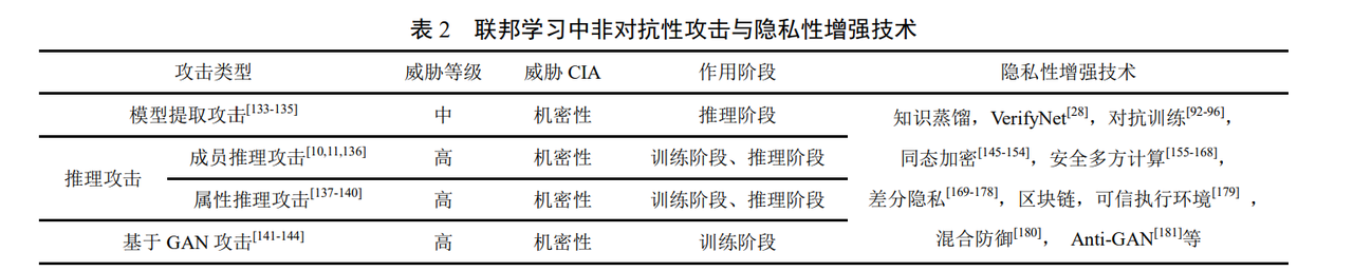 表 2 联邦学习中非对抗性攻击与隐私性增强技术
攻击类型 威胁等级 威胁 CIA 作用阶段 隐私性增强技术
模型提取攻击[133-135] 中 机密性 推理阶段 知识蒸馏，VerifyNet[28]，对抗训练[92-96]，
推理攻击 成员推理攻击[10,11,136] 高 机密性 训练阶段、推理阶段 同态加密[145-154]，安全多方计算[155-168]，
属性推理攻击[137-140] 高 机密性 训练阶段、推理阶段 差分隐私[169-178]，区块链，可信执行环境[179]，
基于 GAN 攻击[141-144] 高 机密性 训练阶段 混合防御[180]， Anti-GAN[181]等